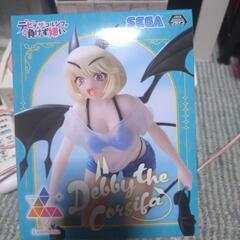 デビィ・ザ・コルシファは
負けず嫌い
SEGA
Debby the
Corsifa
Luminasta